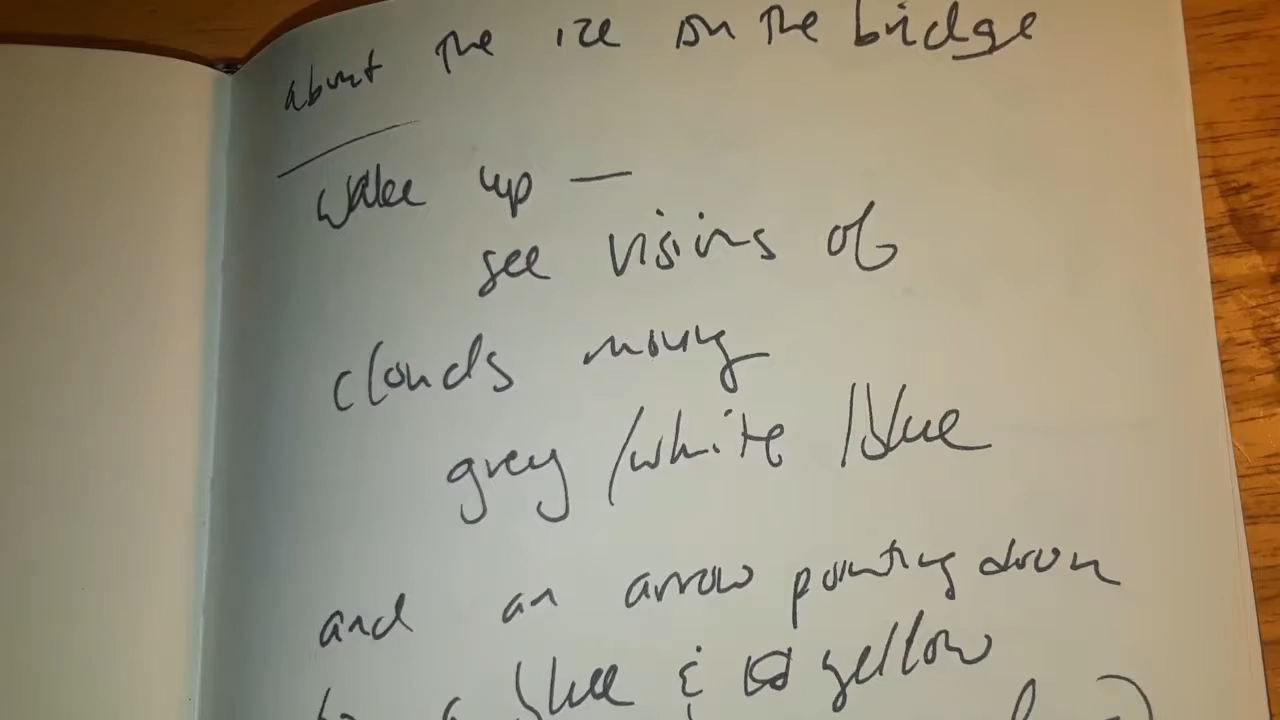 about the ice on the bridge
wake up —
see visions of
clouds moving
grey /white /blue
and an arrow pointing down
to a blue & yellow